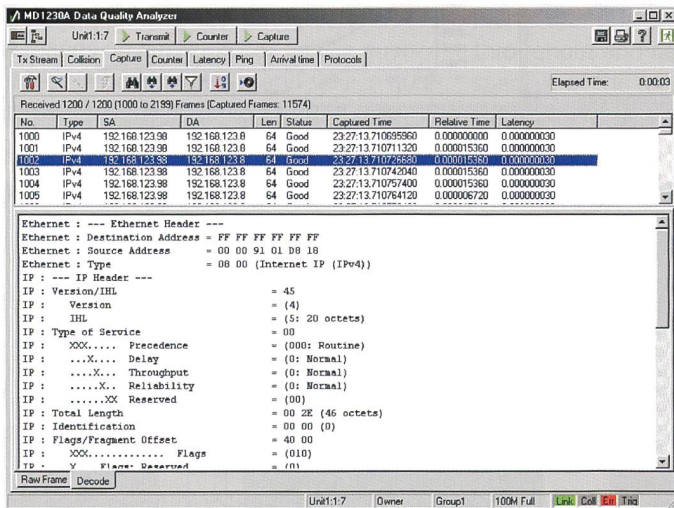 MD1230A Data Quality Analyzer
Unit1:1:7 Transmit Counter Capture
Tx Stream Collision Capture Counter Latency Ping Arrival time Protocols
Elapsed Time: 0:00:03
Received 1200 / 1200 (1000 to 2199) Frames (Captured Frames: 11574)
No. Type SA DA Len Status Captured Time Relative Time Latency
1000 IPv4 192.168.123.98 192.168.123.8 64 Good 23:27:13.710695960 0.000000000 0.000000030
1001 IPv4 192.168.123.98 192.168.123.8 64 Good 23:27:13.710711320 0.000015360 0.000000030
1002 IPv4 192.168.123.98 192.168.123.8 64 Good 23:27:13.710726680 0.000015360 0.000000030
1003 IPv4 192.168.123.98 192.168.123.8 64 Good 23:27:13.710742040 0.000015360 0.000000030
1004 IPv4 192.168.123.98 192.168.123.8 64 Good 23:27:13.710757400 0.000015360 0.000000030
1005 IPv4 192.168.123.98 192.168.123.8 64 Good 23:27:13.710764120 0.000006720 0.000000030
Ethernet : --- Ethernet Header ---
Ethernet : Destination Address = FF FF FF FF FF FF
Ethernet : Source Address = 00 00 91 01 D8 18
Ethernet : Type = 08 00 (Internet IP (IPv4))
IP : --- IP Header ---
IP : Version/IHL = 45
IP : Version = (4)
IP : IHL = (5: 20 octets)
IP : Type of Service = 00
IP : XXX..... Precedence = (000: Routine)
IP : ...X.... Delay = (0: Normal)
IP : ....X... Throughput = (0: Normal)
IP : .....X.. Reliability = (0: Normal)
IP : ......XX Reserved = (00)
IP : Total Length = 00 2E (46 octets)
IP : Identification = 00 00 (0)
IP : Flags/Fragment Offset = 40 00
IP : XXX............. Flags = (010)
IP : X Flags: Reserved = (0)
Raw Frame Decode
Unit1:1:7 Owner Group1 100M Full Link Coll Err Trig